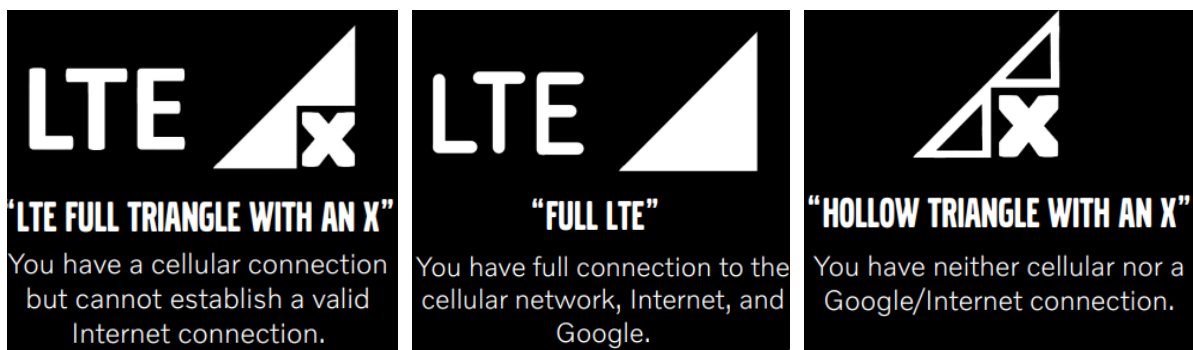 LTE X
“LTE FULL TRIANGLE WITH AN X”
You have a cellular connection
but cannot establish a valid
Internet connection.
LTE
“FULL LTE”
You have full connection to the
cellular network, Internet, and
Google.
X
“HOLLOW TRIANGLE WITH AN X”
You have neither cellular nor a
Google/Internet connection.